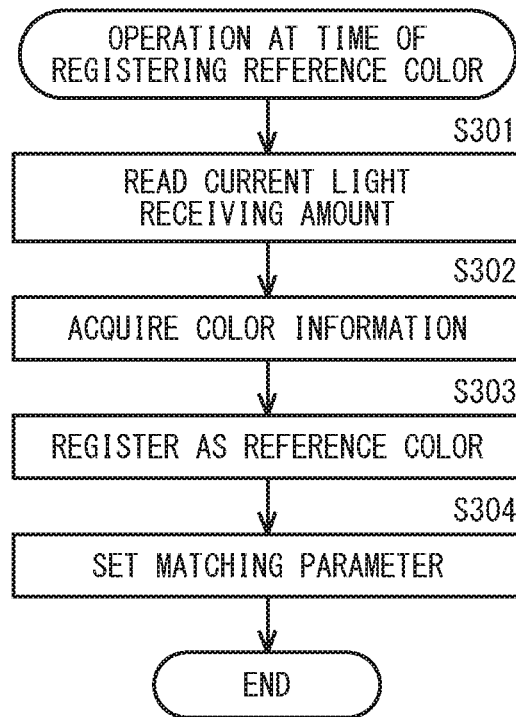 OPERATION AT TIME OF
REGISTERING REFERENCE COLOR
S301
READ CURRENT LIGHT
RECEIVING AMOUNT
S302
ACQUIRE COLOR INFORMATION
S303
REGISTER AS REFERENCE COLOR
S304
SET MATCHING PARAMETER
END